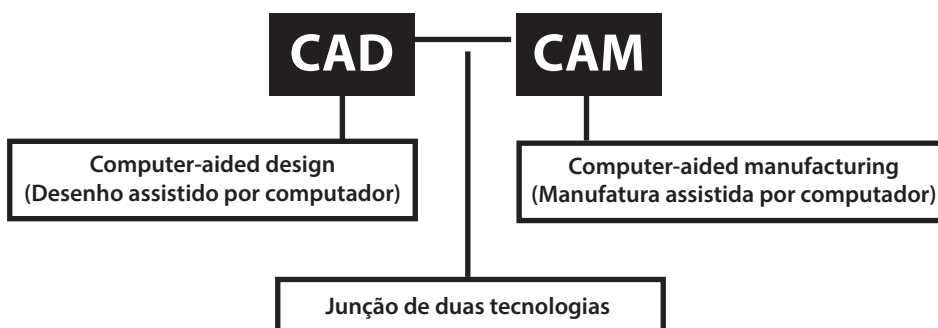 CAD
CAM
Computer-aided design
(Desenho assistido por computador)
Computer-aided manufacturing
(Manufatura assistida por computador)
Junção de duas tecnologias